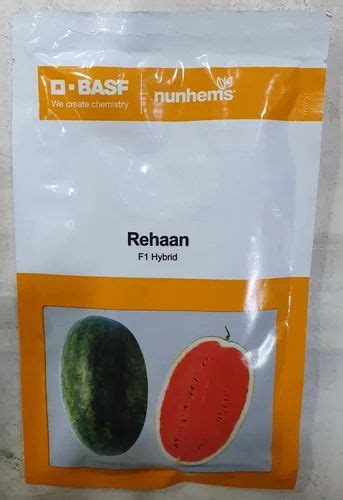 BASF
We create chemistry
nunhems
Rehaan
F1 Hybrid